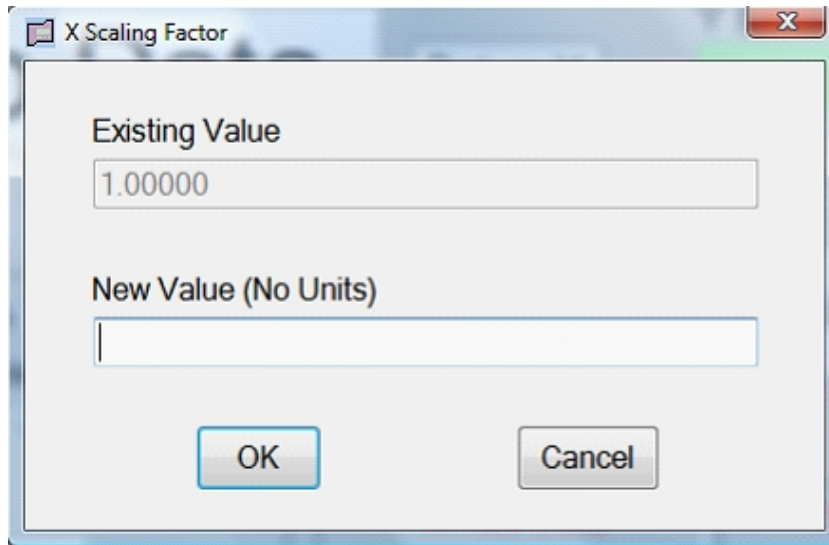 X Scaling Factor
Existing Value
1.00000
New Value (No Units)
OK
Cancel